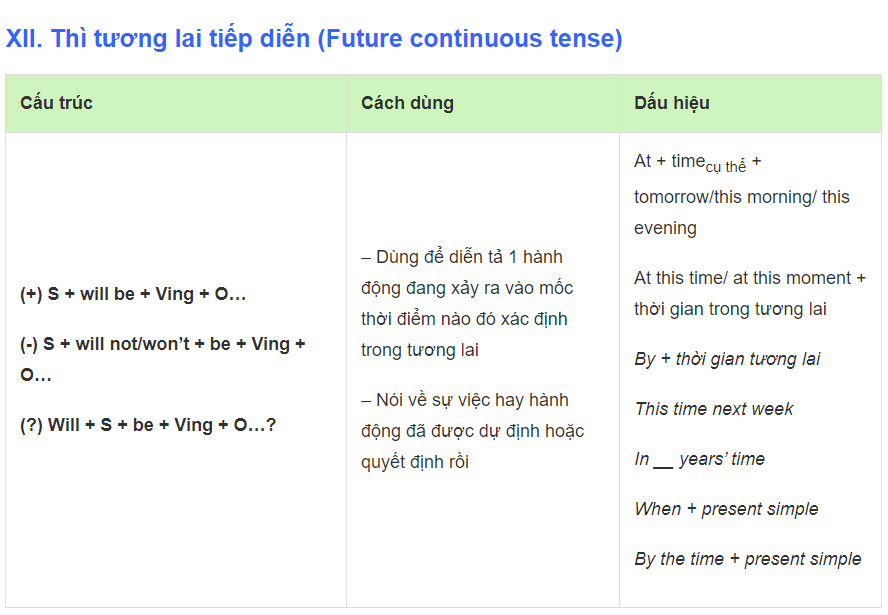 XII. Thì tương lai tiếp diễn (Future continuous tense)
Cấu trúc
Cách dùng
Dấu hiệu
(+) S + will be + Ving + O…
(-) S + will not/won’t + be + Ving +
O…
(?) Will + S + be + Ving + O…?
– Dùng để diễn tả 1 hành
động đang xảy ra vào mốc
thời điểm nào đó xác định
trong tương lai
– Nói về sự việc hay hành
động đã được dự định hoặc
quyết định rồi
At + time cụ thể +
tomorrow/this morning/ this
evening
At this time/ at this moment +
thời gian trong tương lai
By + thời gian tương lai
This time next week
In __ years’ time
When + present simple
By the time + present simple